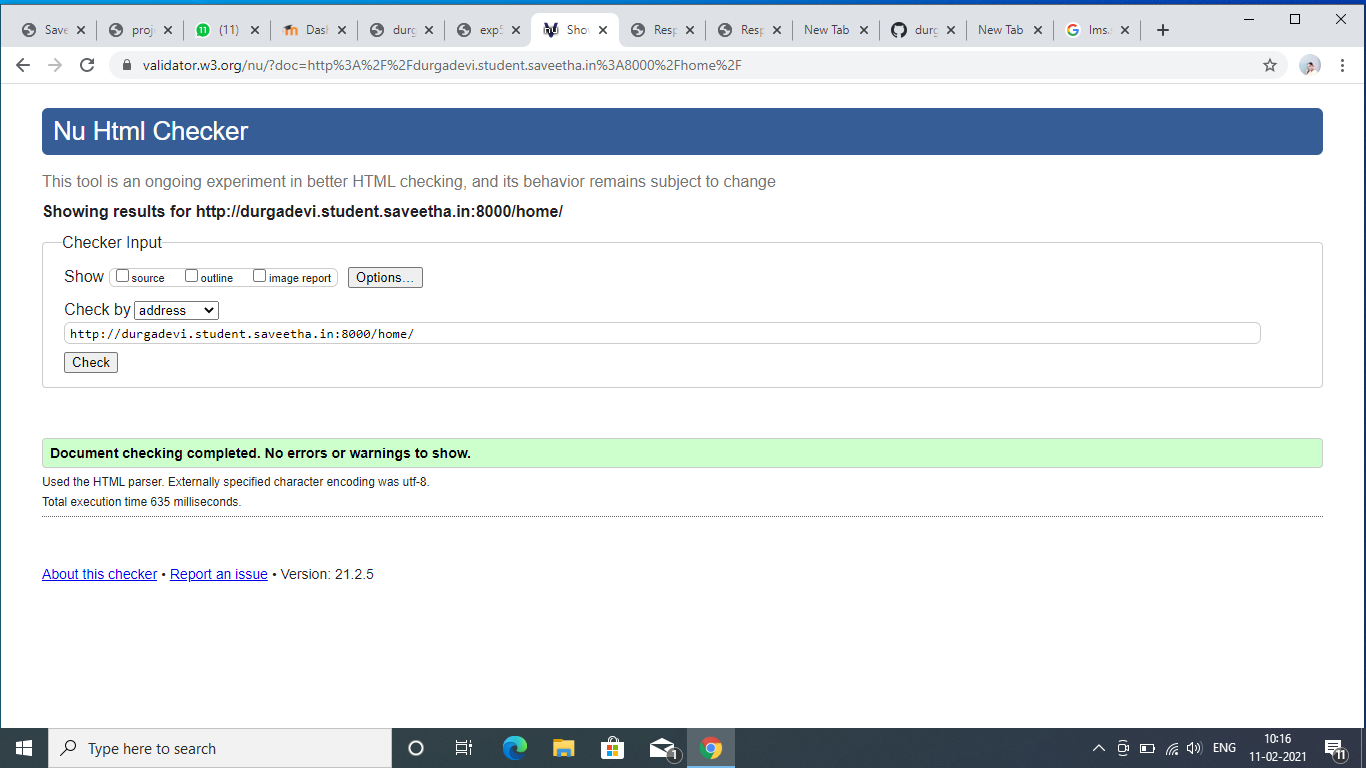 Save
proj
(11)
Dash
durg
exp5
Sho
Resp
Resp
New Tab
durg
New Tab
lms.s
validator.w3.org/nu/?doc=http%3A%2F%2Fdurgadevi.student.saveetha.in%3A8000%2Fhome%2F
Nu Html Checker
This tool is an ongoing experiment in better HTML checking, and its behavior remains subject to change
Showing results for http://durgadevi.student.saveetha.in:8000/home/
Checker Input
Show source outline image report Options...
Check by address
http://durgadevi.student.saveetha.in:8000/home/
Check
Document checking completed. No errors or warnings to show.
Used the HTML parser. Externally specified character encoding was utf-8.
Total execution time 635 milliseconds.
About this checker • Report an issue • Version: 21.2.5
Type here to search
1
ENG
10:16
11-02-2021
11